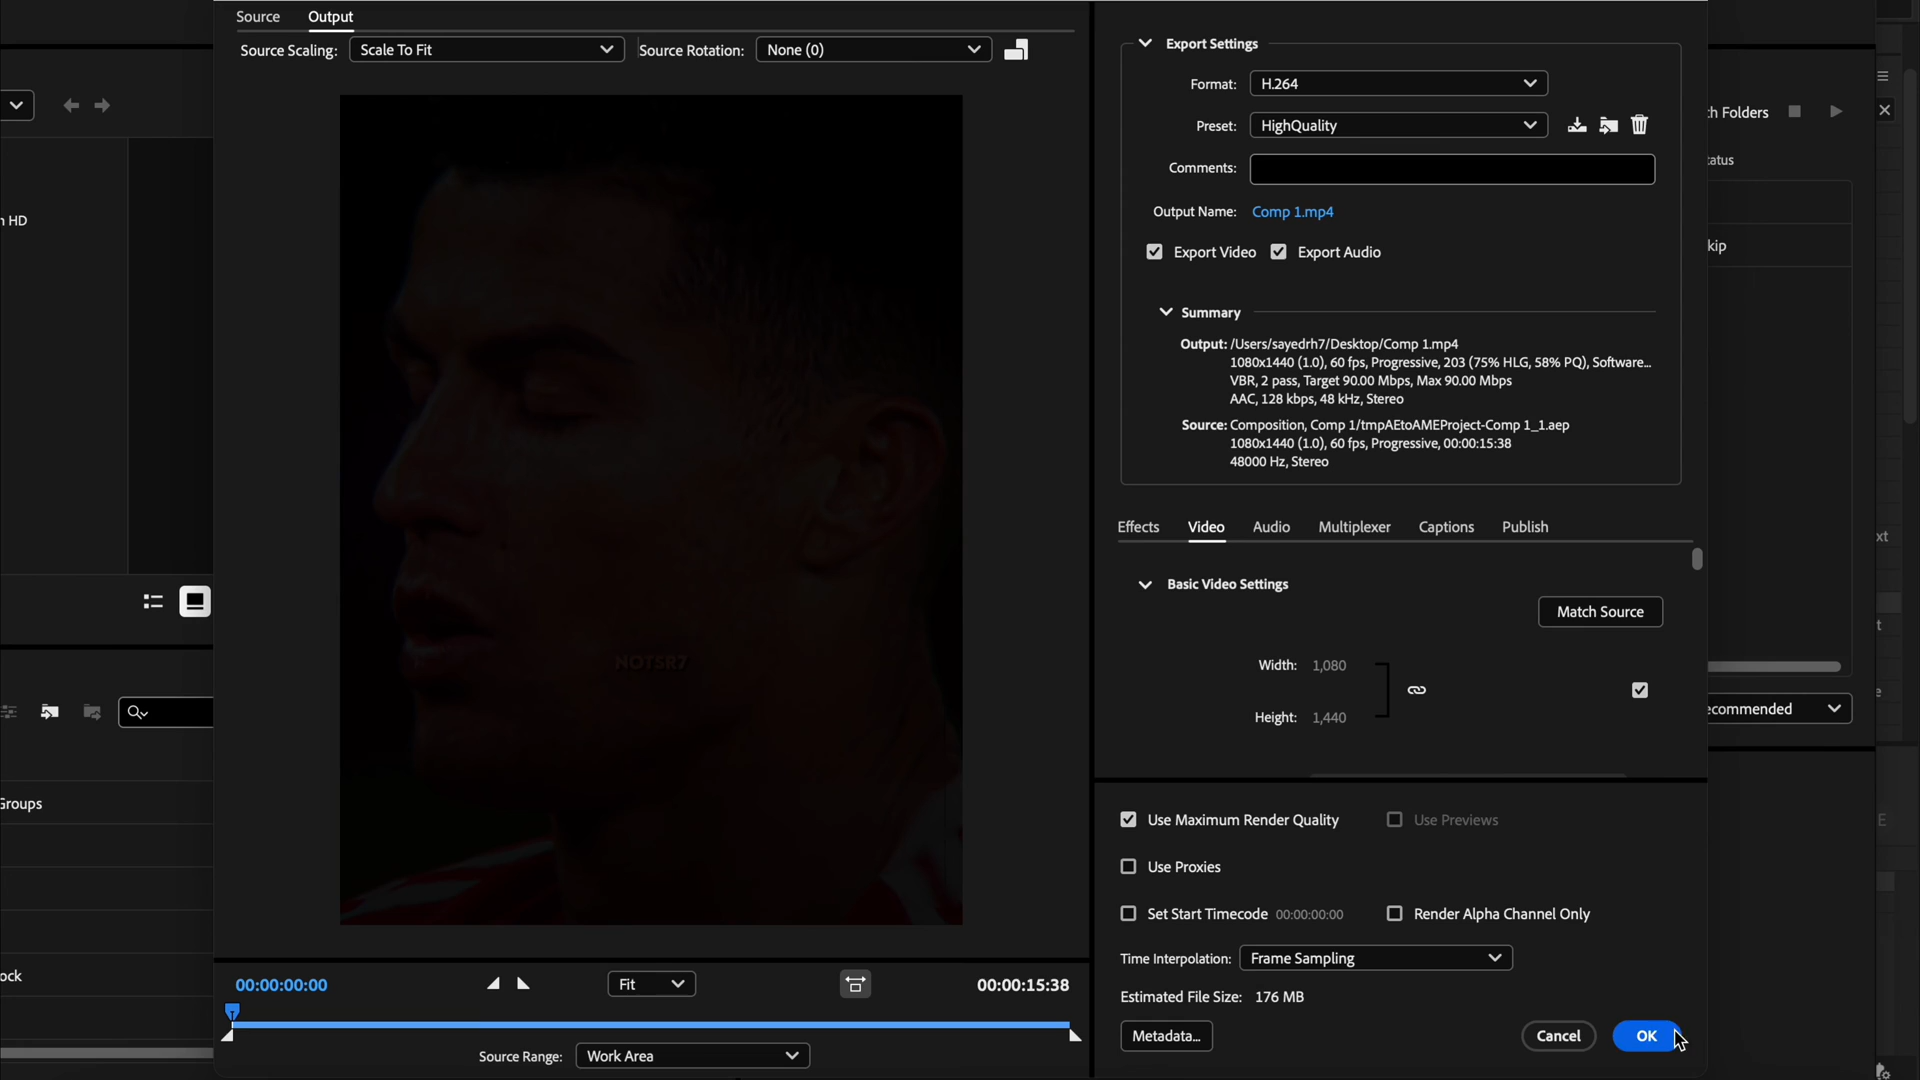 Source Output
Source Scaling: Scale To Fit Source Rotation: None (0)
NOTSR7
00:00:00:00 Fit 00:00:15:38
Source Range: Work Area
Export Settings
Format: H.264
Preset: HighQuality
Comments:
Output Name: Comp 1.mp4
Export Video Export Audio
Summary
Output: /Users/sayedrh7/Desktop/Comp 1.mp4
1080x1440 (1.0), 60 fps, Progressive, 203 (75% HLG, 58% PQ), Software...
VBR, 2 pass, Target 90.00 Mbps, Max 90.00 Mbps
AAC, 128 kbps, 48 kHz, Stereo
Source: Composition, Comp 1/tmpAEtoAMEProject-Comp 1_1.aep
1080x1440 (1.0), 60 fps, Progressive, 00:00:15:38
48000 Hz, Stereo
Effects Video Audio Multiplexer Captions Publish
Basic Video Settings
Match Source
Width: 1,080
Height: 1,440
Use Maximum Render Quality Use Previews
Use Proxies
Set Start Timecode 00:00:00:00 Render Alpha Channel Only
Time Interpolation: Frame Sampling
Estimated File Size: 176 MB
Metadata... Cancel OK
n HD
Groups
ock
ch Folders
tatus
kip
xt
t
e
ecommended
E